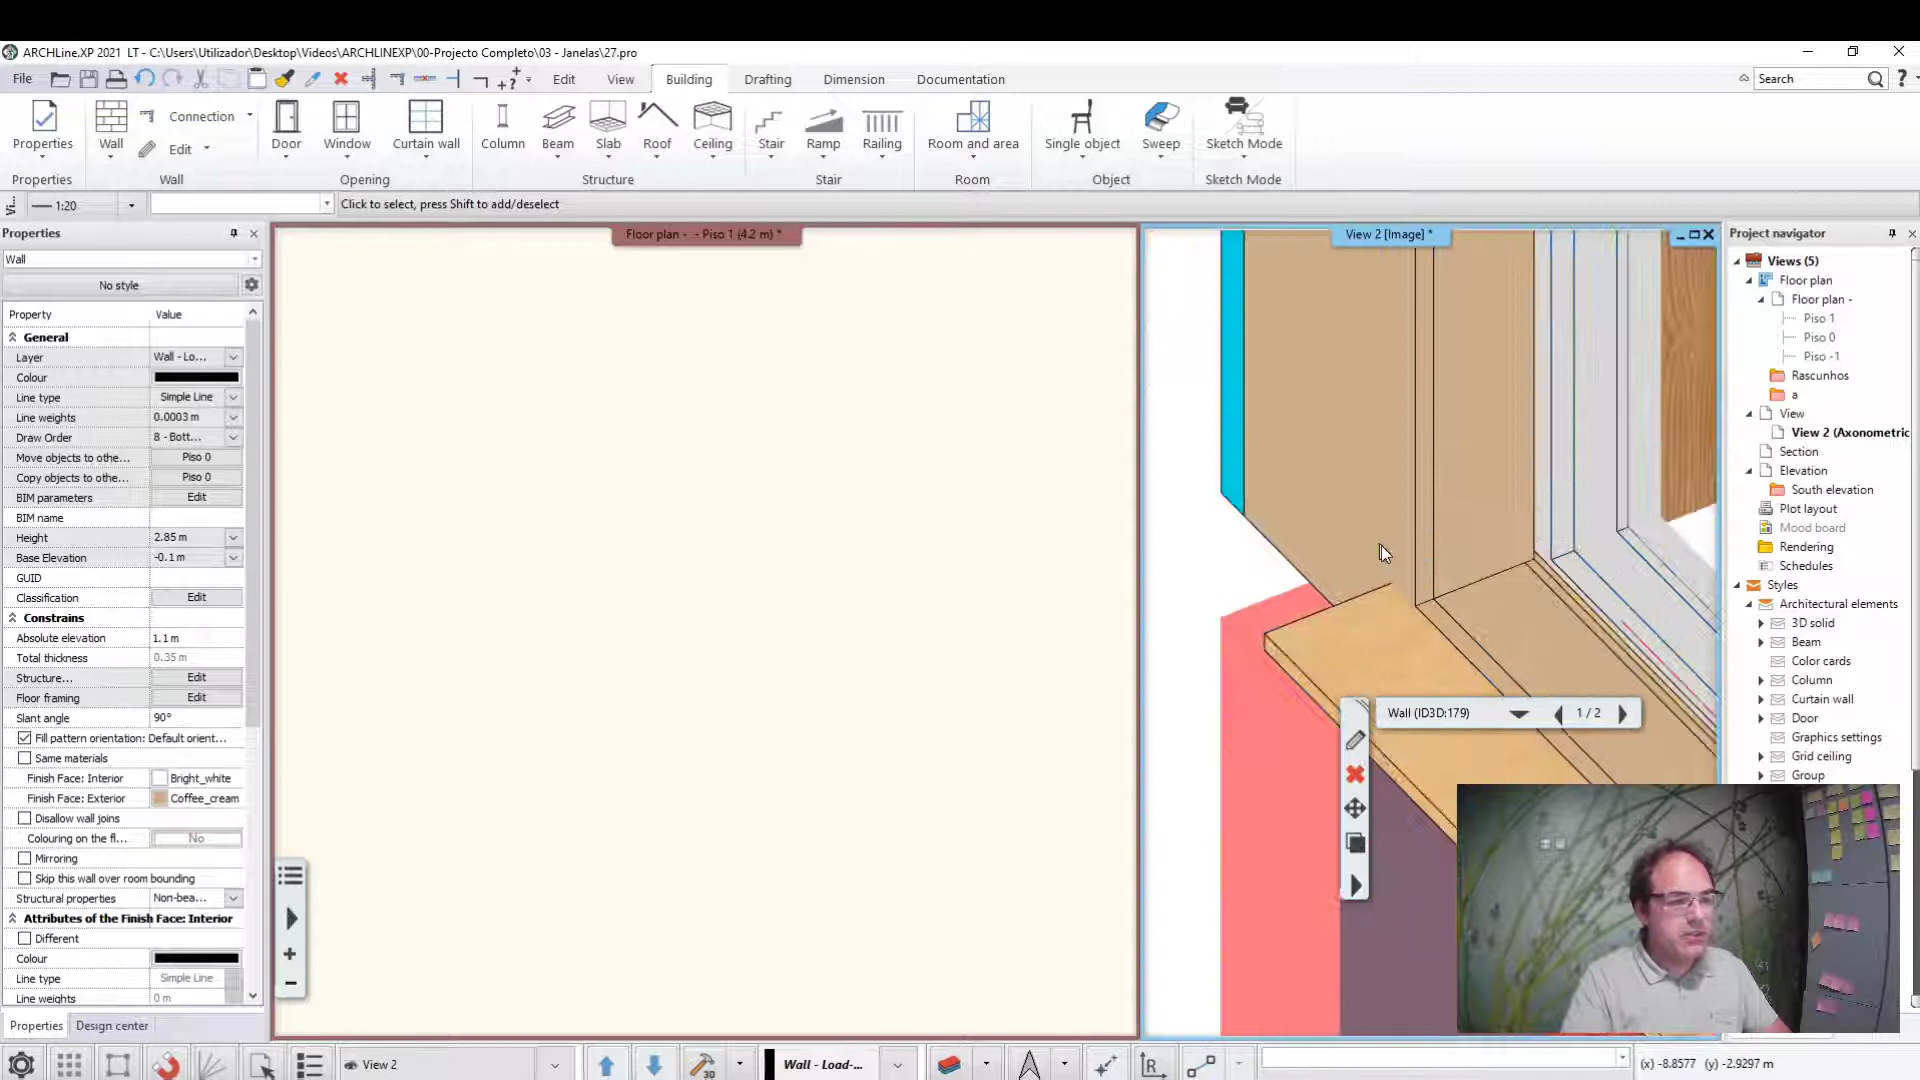 ARCHLine.XP 2021 LT - C:\Users\Utilizador\Desktop\Videos\ARCHLINEXP\00-Projecto Completo\03 - Janelas\27.pro
File Edit View Building Drafting Dimension Documentation Search
Properties Wall Connection Edit Door Window Curtain wall Column Beam Slab Roof Ceiling Stair Ramp Railing Room and area Single object Sweep Sketch Mode
Properties Wall Opening Structure Stair Room Object Sketch Mode
1:20 Click to select, press Shift to add/deselect
Properties
Wall
No style
Property Value
General
Layer Wall - Lo...
Colour
Line type Simple Line
Line weights 0.0003 m
Draw Order 8 - Bott...
Move objects to othe... Piso 0
Copy objects to othe... Piso 0
BIM parameters Edit
BIM name
Height 2.85 m
Base Elevation -0.1 m
GUID
Classification Edit
Constrains
Absolute elevation 1.1 m
Total thickness 0.35 m
Structure... Edit
Floor framing Edit
Slant angle 90°
Fill pattern orientation: Default orient...
Same materials
Finish Face: Interior Bright_white
Finish Face: Exterior Coffee_cream
Disallow wall joins
Colouring on the fl... No
Mirroring
Skip this wall over room bounding
Structural properties Non-bea...
Attributes of the Finish Face: Interior
Different
Colour
Line type Simple Line
Line weights 0 m
Properties Design center
Floor plan - - Piso 1 (4.2 m) *
View 2 [Image] *
Wall (ID3D:179) 1 / 2
Project navigator
Views (5)
Floor plan
Floor plan -
Piso 1
Piso 0
Piso -1
Rascunhos
a
View
View 2 (Axonometric
Section
Elevation
South elevation
Plot layout
Mood board
Rendering
Schedules
Styles
Architectural elements
3D solid
Beam
Color cards
Column
Curtain wall
Door
Graphics settings
Grid ceiling
Group
View 2 3D Wall - Load-... R (x) -8.8577 (y) -2.9297 m